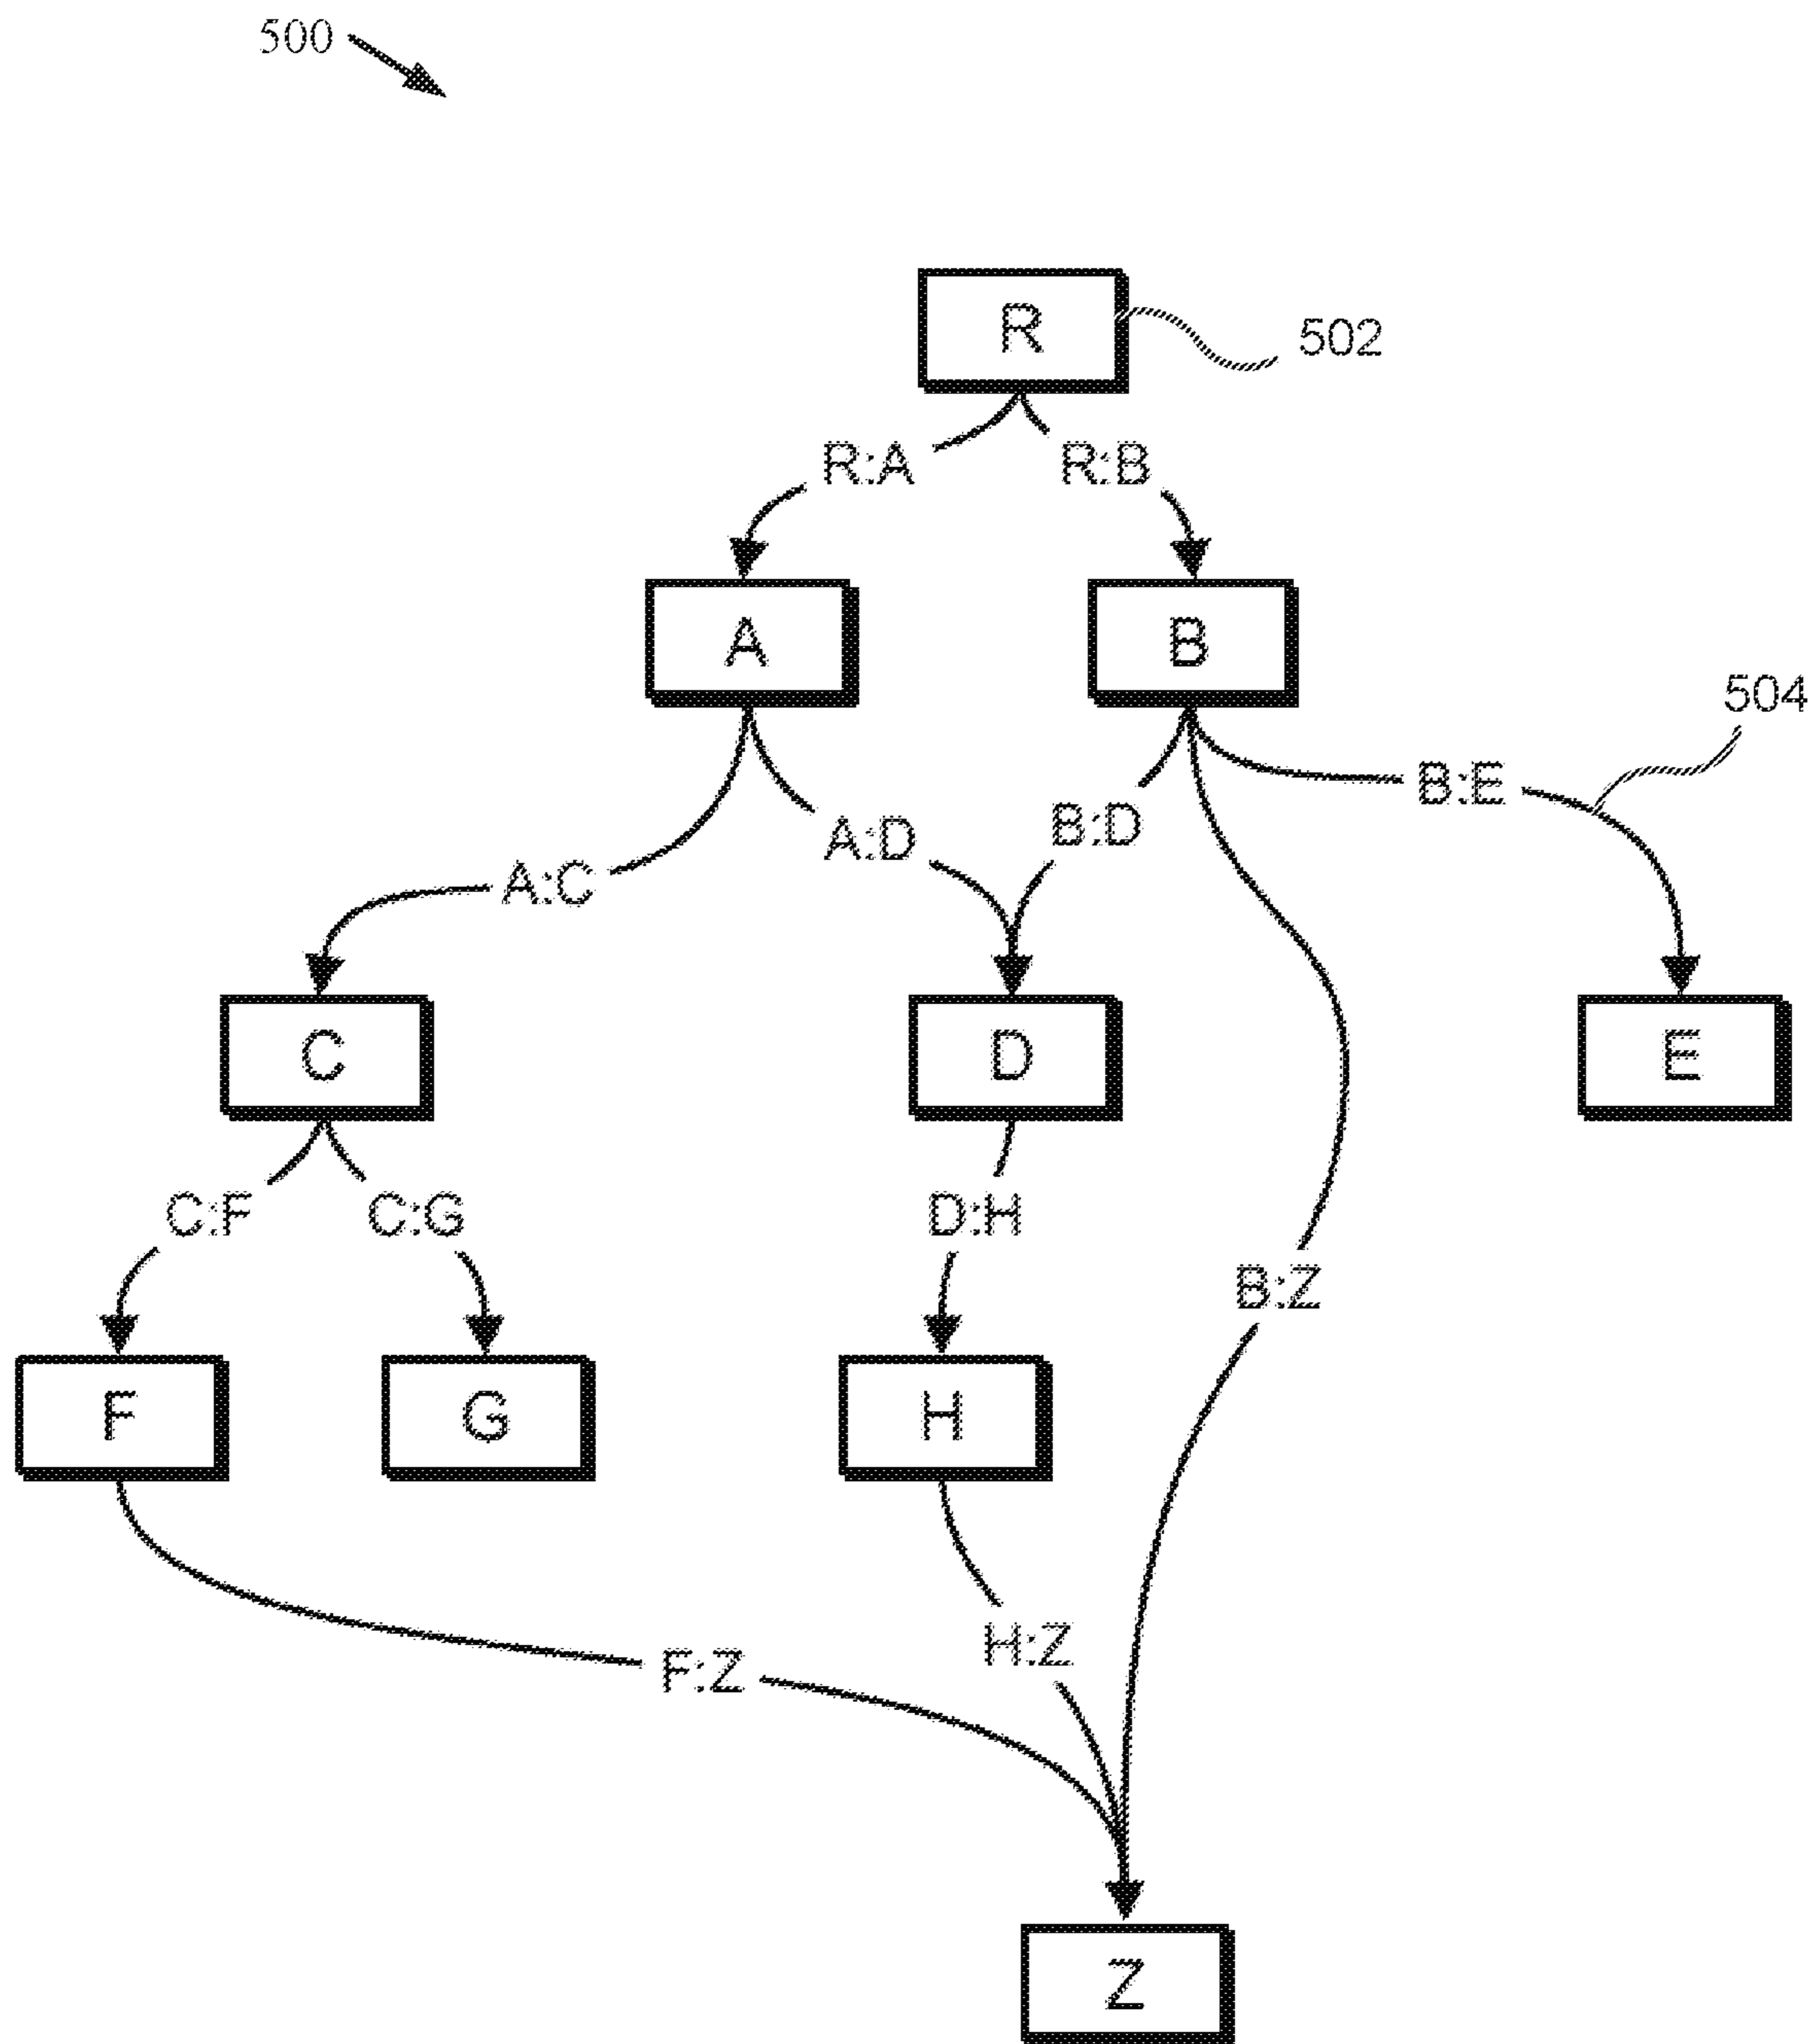 500
R
502
R:A R:B
A B
504
B:E
A:D B:D
A:C
C D E
C:F C:G D:H
B:Z
F G H
H:Z
F:Z
Z